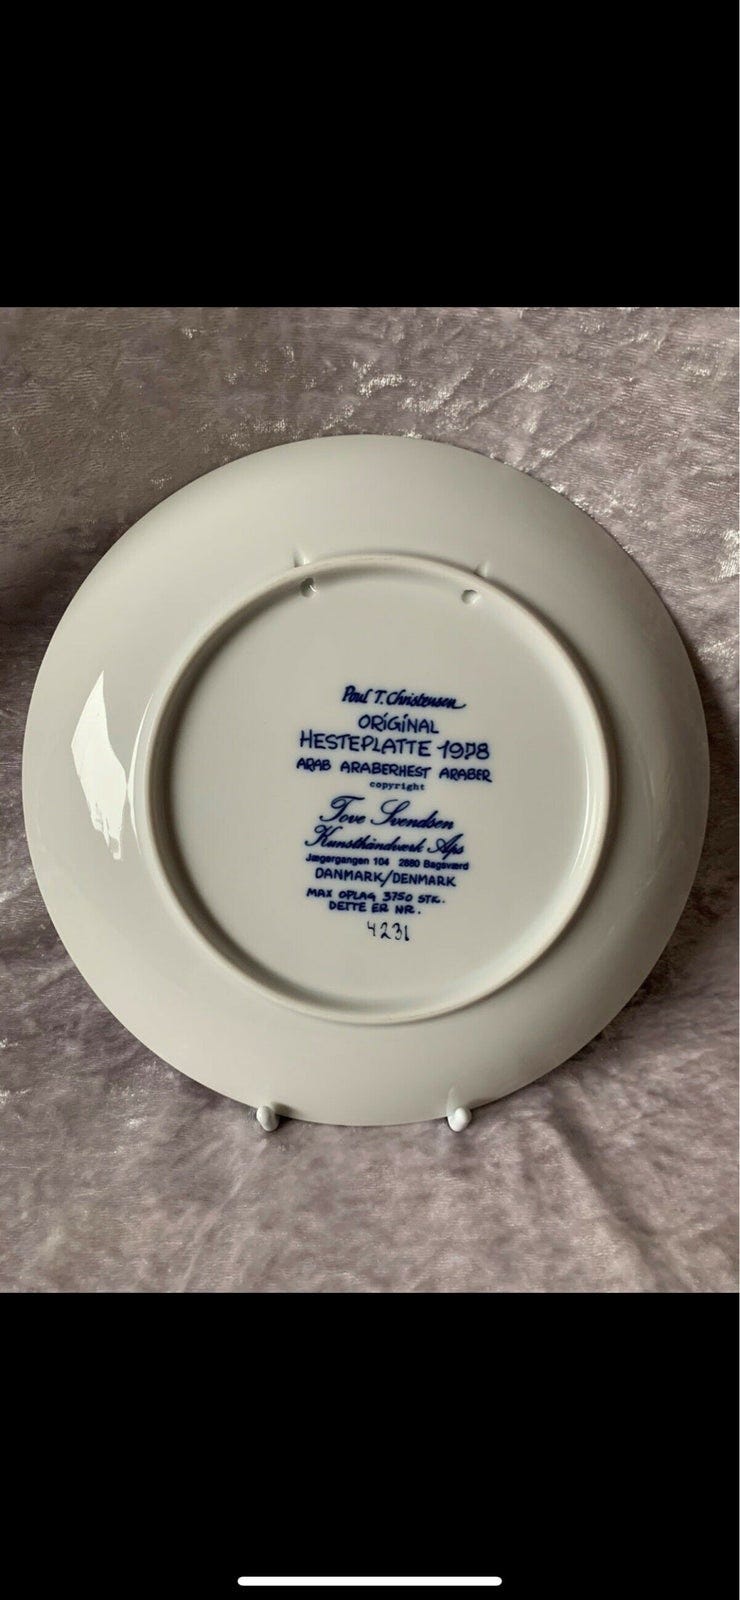 Poul T. Christensen
ORIGINAL
HESTEPLATTE 1978
ARAB ARABERHEST ARABER
copyright
Tove Svendsen
Kunsthåndværk Aps
Jægergangen 104 2880 Bagsværd
DANMARK/DENMARK
MAX OPLAG 3750 STK.
DETTE ER NR.
4231